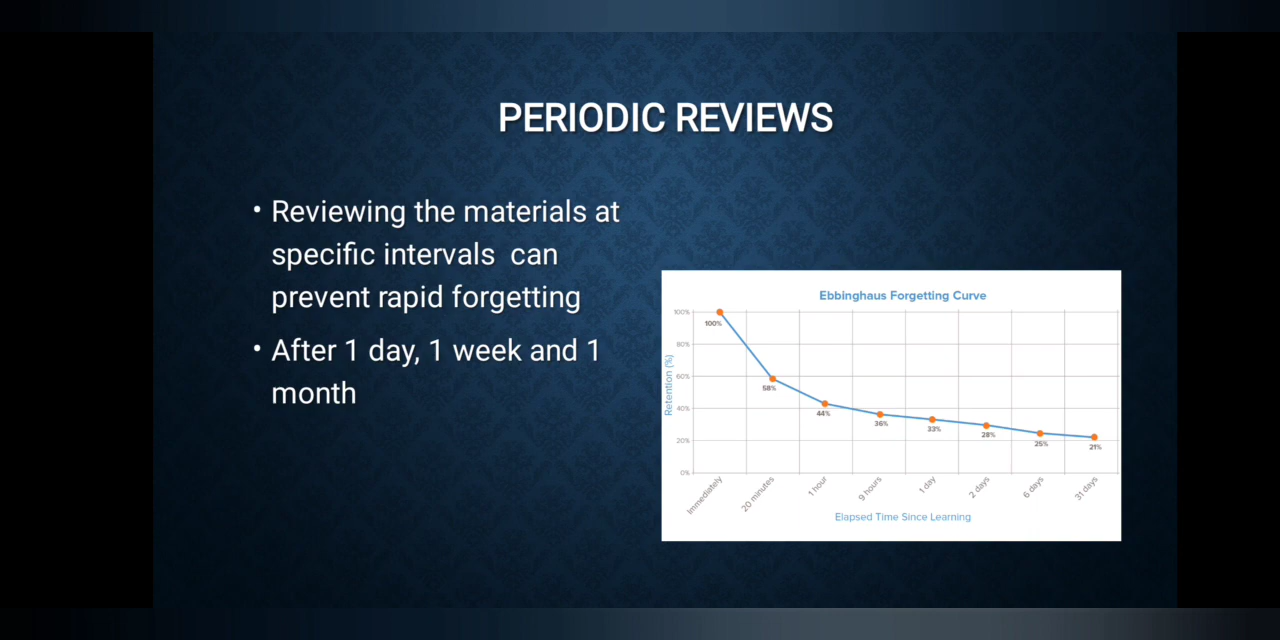 PERIODIC REVIEWS
• Reviewing the materials at
specific intervals can
prevent rapid forgetting
• After 1 day, 1 week and 1
month
Ebbinghaus Forgetting Curve
Retention (%)
100%
80%
60%
40%
20%
0%
100%
58%
44%
36%
33%
28%
25%
21%
Immediately
20 minutes
1 hour
9 hours
1 day
2 days
6 days
31 days
Elapsed Time Since Learning